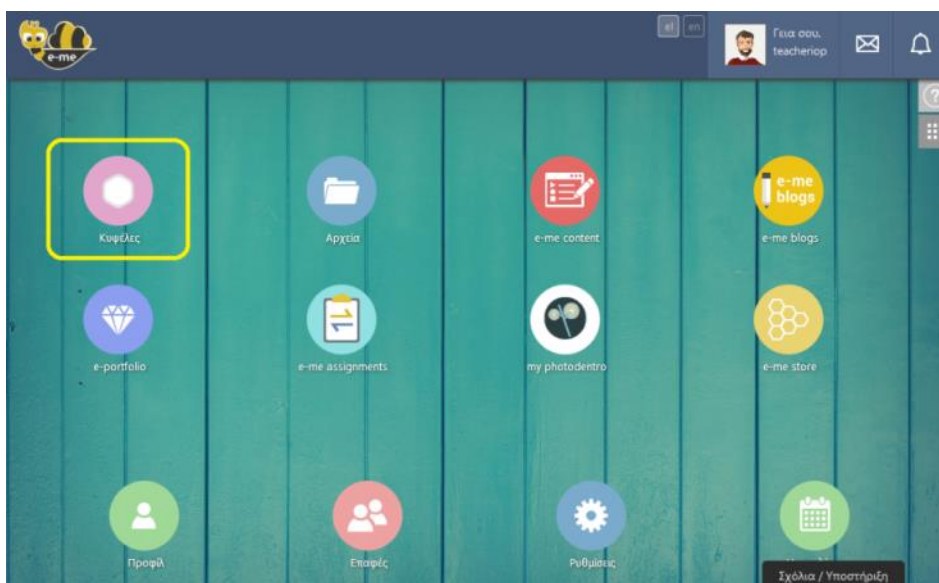 e-me
el en
Γεια σου,
teacheriop
?
e-me
blogs
Κυψέλες
Αρχεία
e-me content
e-me blogs
e-portfolio
e-me assignments
my photodentro
e-me store
Προφίλ
Επαφές
Ρυθμίσεις
Σχόλια / Υποστήριξη